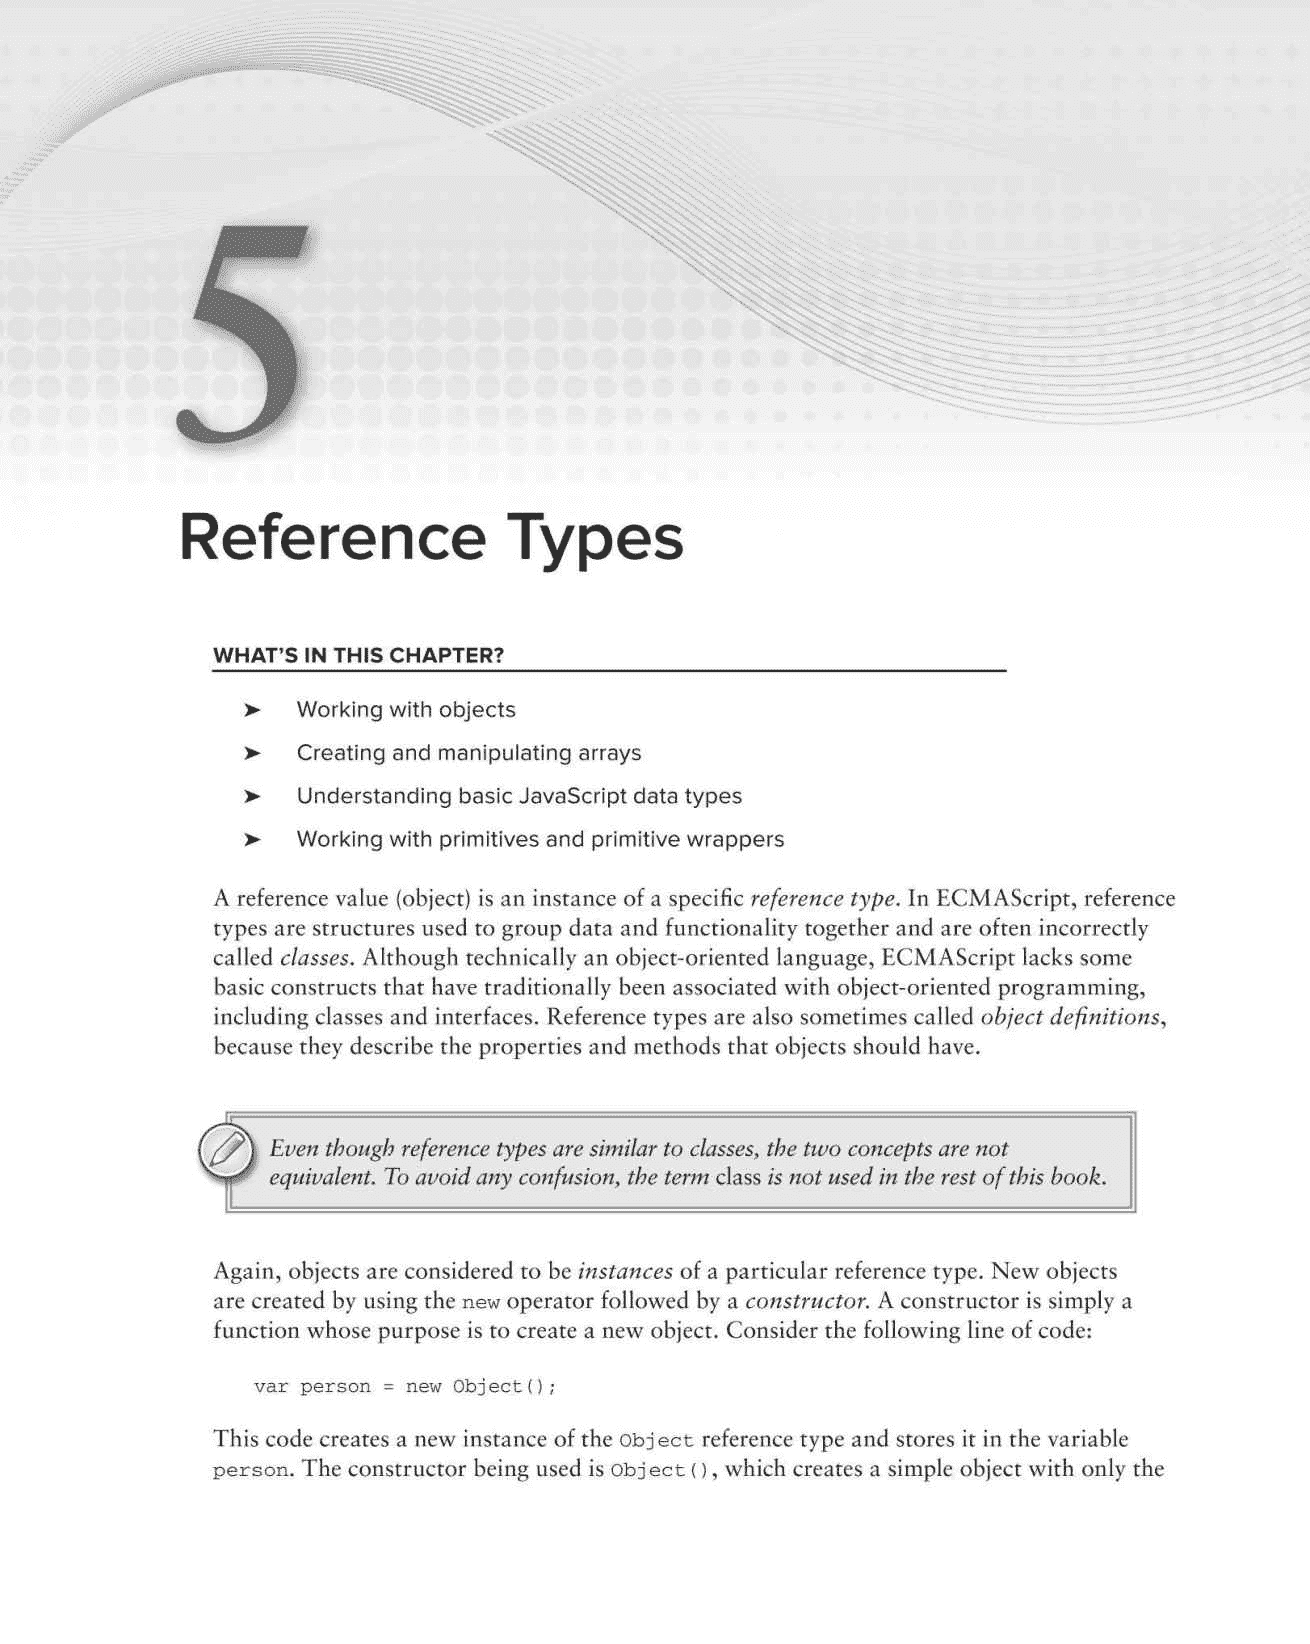 5
Reference Types
WHAT'S IN THIS CHAPTER?
➤ Working with objects
➤ Creating and manipulating arrays
➤ Understanding basic JavaScript data types
➤ Working with primitives and primitive wrappers
A reference value (object) is an instance of a specific reference type. In ECMAScript, reference
types are structures used to group data and functionality together and are often incorrectly
called classes. Although technically an object-oriented language, ECMAScript lacks some
basic constructs that have traditionally been associated with object-oriented programming,
including classes and interfaces. Reference types are also sometimes called object definitions,
because they describe the properties and methods that objects should have.
Even though reference types are similar to classes, the two concepts are not
equivalent. To avoid any confusion, the term class is not used in the rest of this book.
Again, objects are considered to be instances of a particular reference type. New objects
are created by using the new operator followed by a constructor. A constructor is simply a
function whose purpose is to create a new object. Consider the following line of code:
var person = new Object();
This code creates a new instance of the Object reference type and stores it in the variable
person. The constructor being used is Object(), which creates a simple object with only the